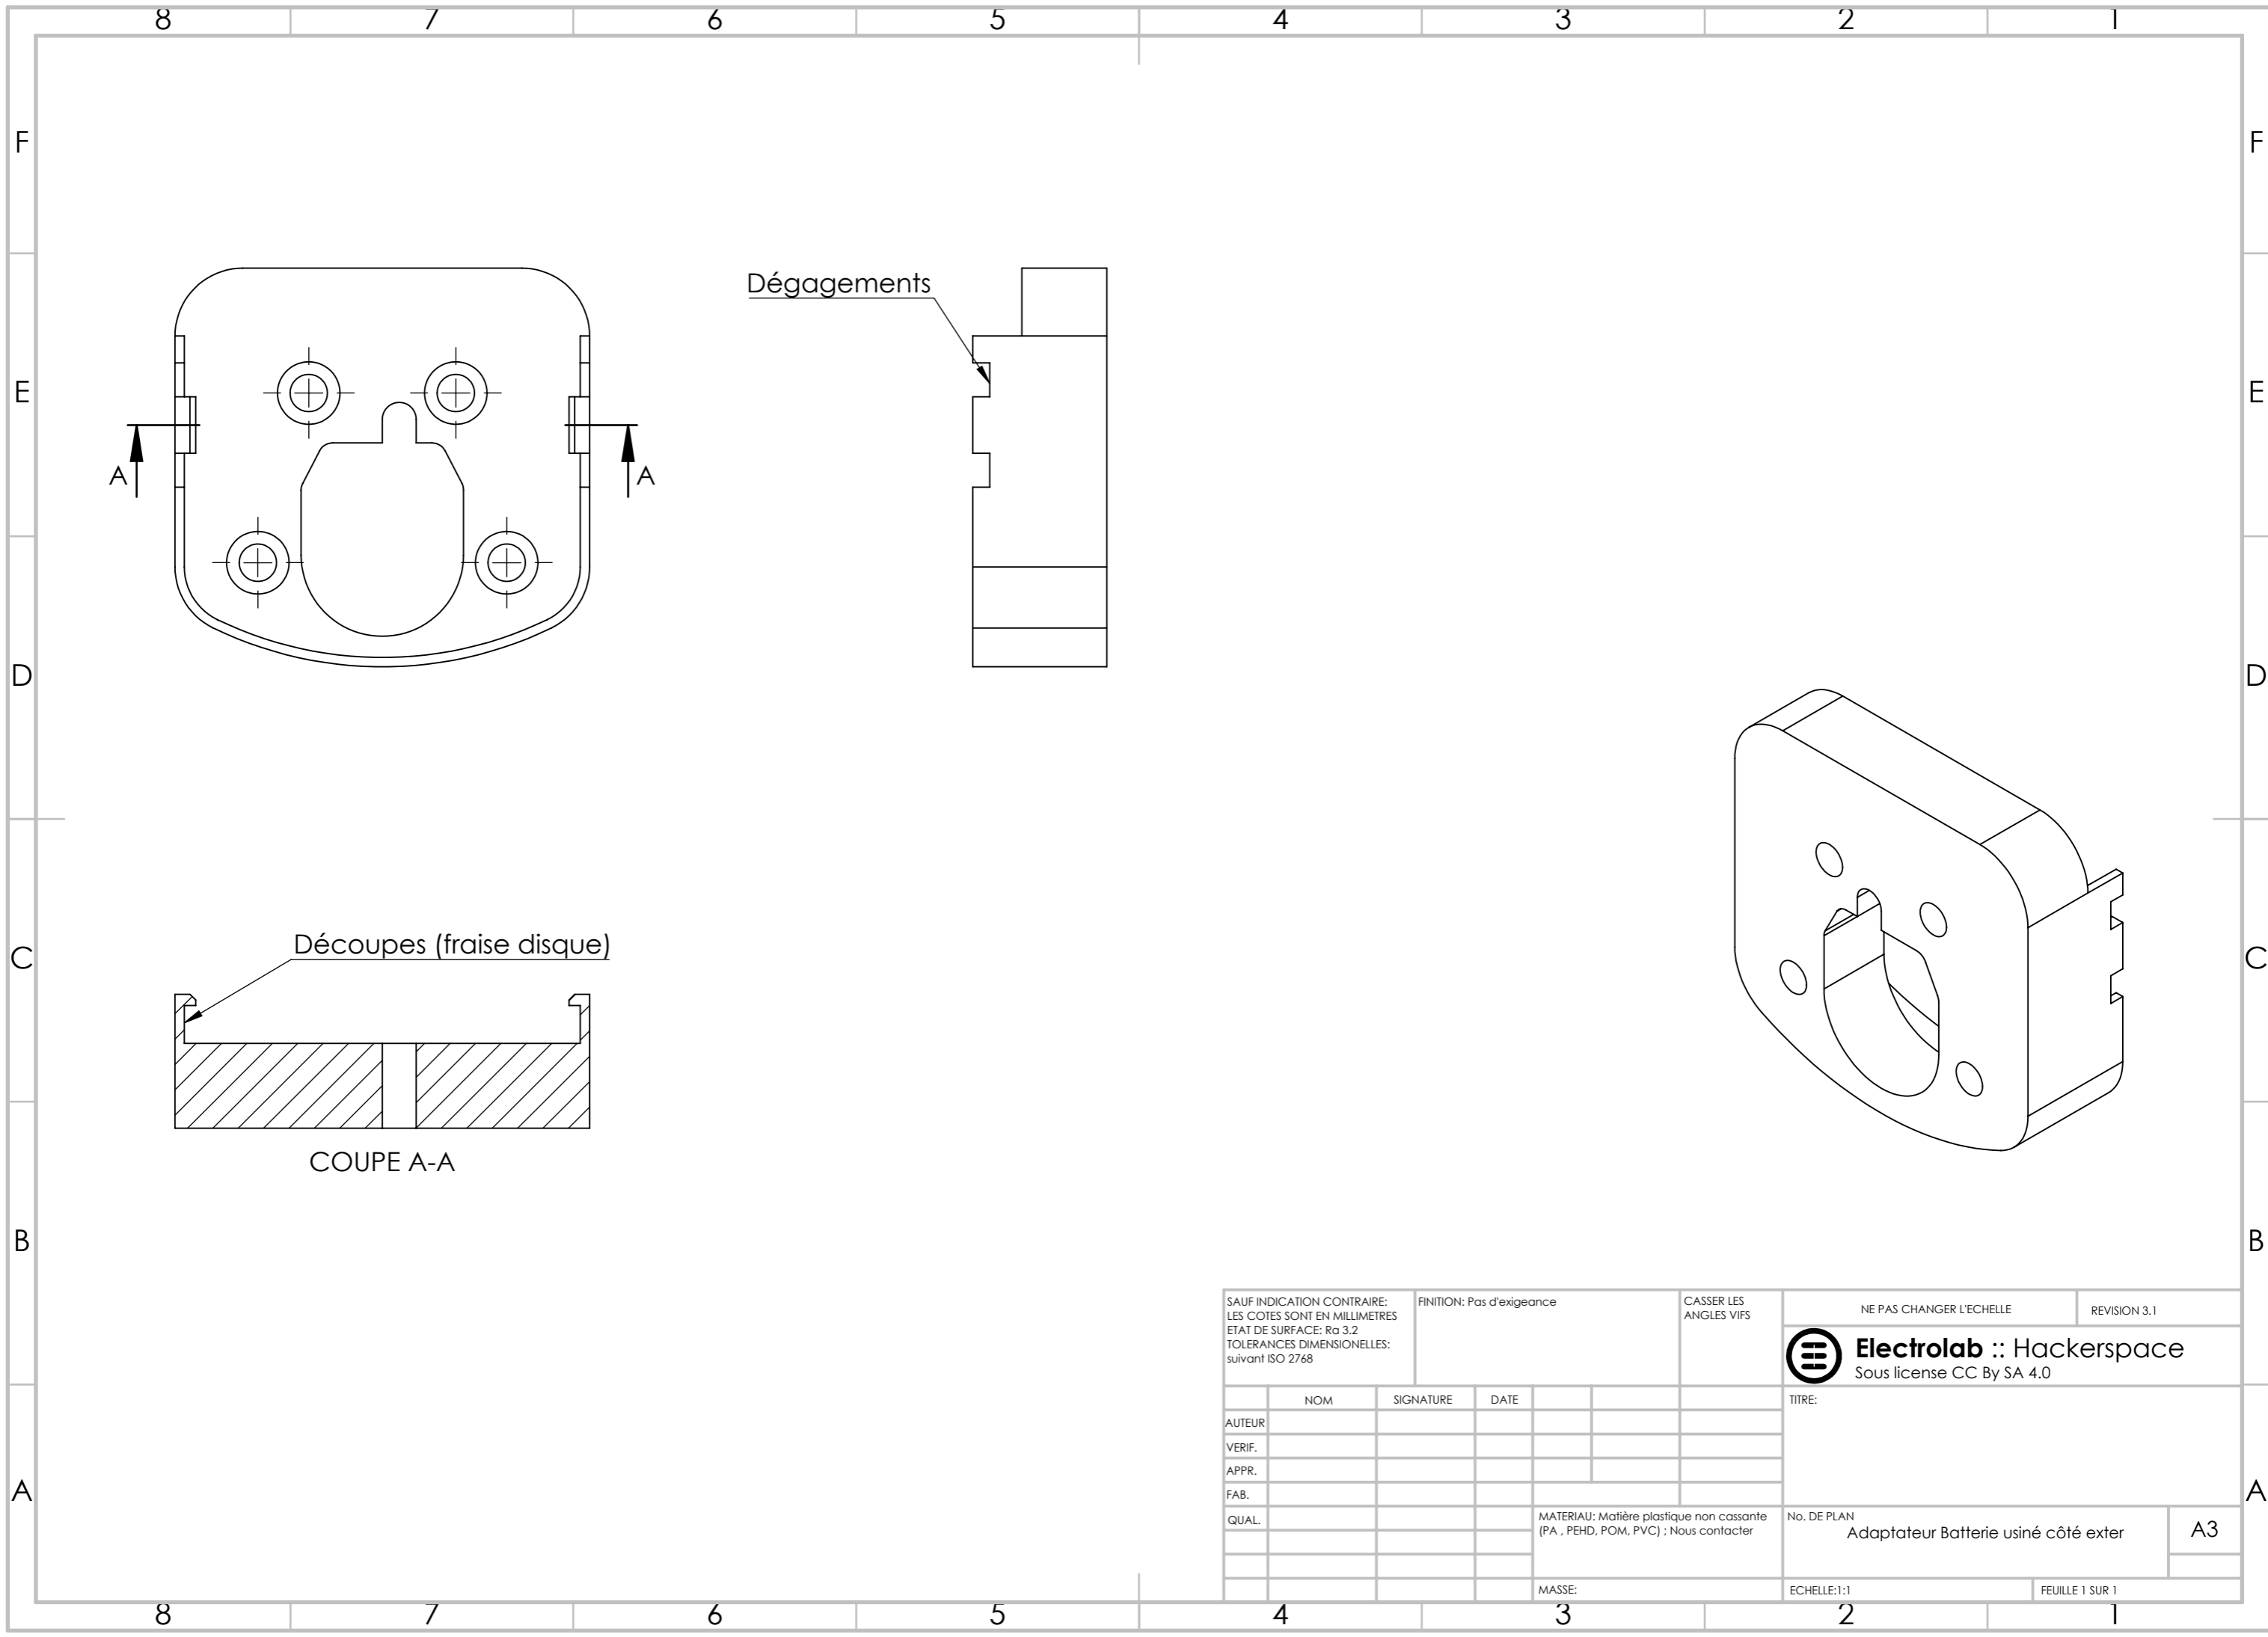 8 7 6 5 4 3 2 1
F F
Dégagements
E E
A A
D D
Découpes (fraise disque)
C C
COUPE A-A
B B
SAUF INDICATION CONTRAIRE:
LES COTES SONT EN MILLIMETRES
ETAT DE SURFACE: Ra 3.2
TOLERANCES DIMENSIONELLES:
suivant ISO 2768
FINITION: Pas d'exigeance
CASSER LES
ANGLES VIFS
NE PAS CHANGER L'ECHELLE
REVISION 3.1
Electrolab :: Hackerspace
Sous license CC By SA 4.0
NOM SIGNATURE DATE
TITRE:
AUTEUR
VERIF.
APPR.
FAB.
QUAL.
A A
MATERIAU: Matière plastique non cassante
(PA , PEHD, POM, PVC) ; Nous contacter
No. DE PLAN
Adaptateur Batterie usiné côté exter
A3
MASSE:
ECHELLE:1:1
FEUILLE 1 SUR 1
8 7 6 5 4 3 2 1